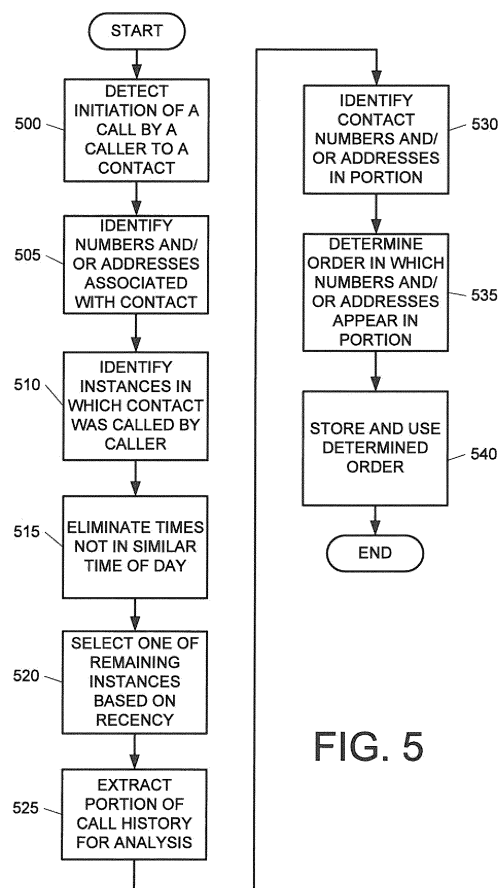 START
500
DETECT
INITIATION OF A
CALL BY A
CALLER TO A
CONTACT
505
IDENTIFY
NUMBERS AND/
OR ADDRESSES
ASSOCIATED
WITH CONTACT
510
IDENTIFY
INSTANCES IN
WHICH CONTACT
WAS CALLED BY
CALLER
515
ELIMINATE TIMES
NOT IN SIMILAR
TIME OF DAY
520
SELECT ONE OF
REMAINING
INSTANCES
BASED ON
RECENCY
525
EXTRACT
PORTION OF
CALL HISTORY
FOR ANALYSIS
530
IDENTIFY
CONTACT
NUMBERS AND/
OR ADDRESSES
IN PORTION
535
DETERMINE
ORDER IN WHICH
NUMBERS AND/
OR ADDRESSES
APPEAR IN
PORTION
540
STORE AND USE
DETERMINED
ORDER
END
FIG. 5